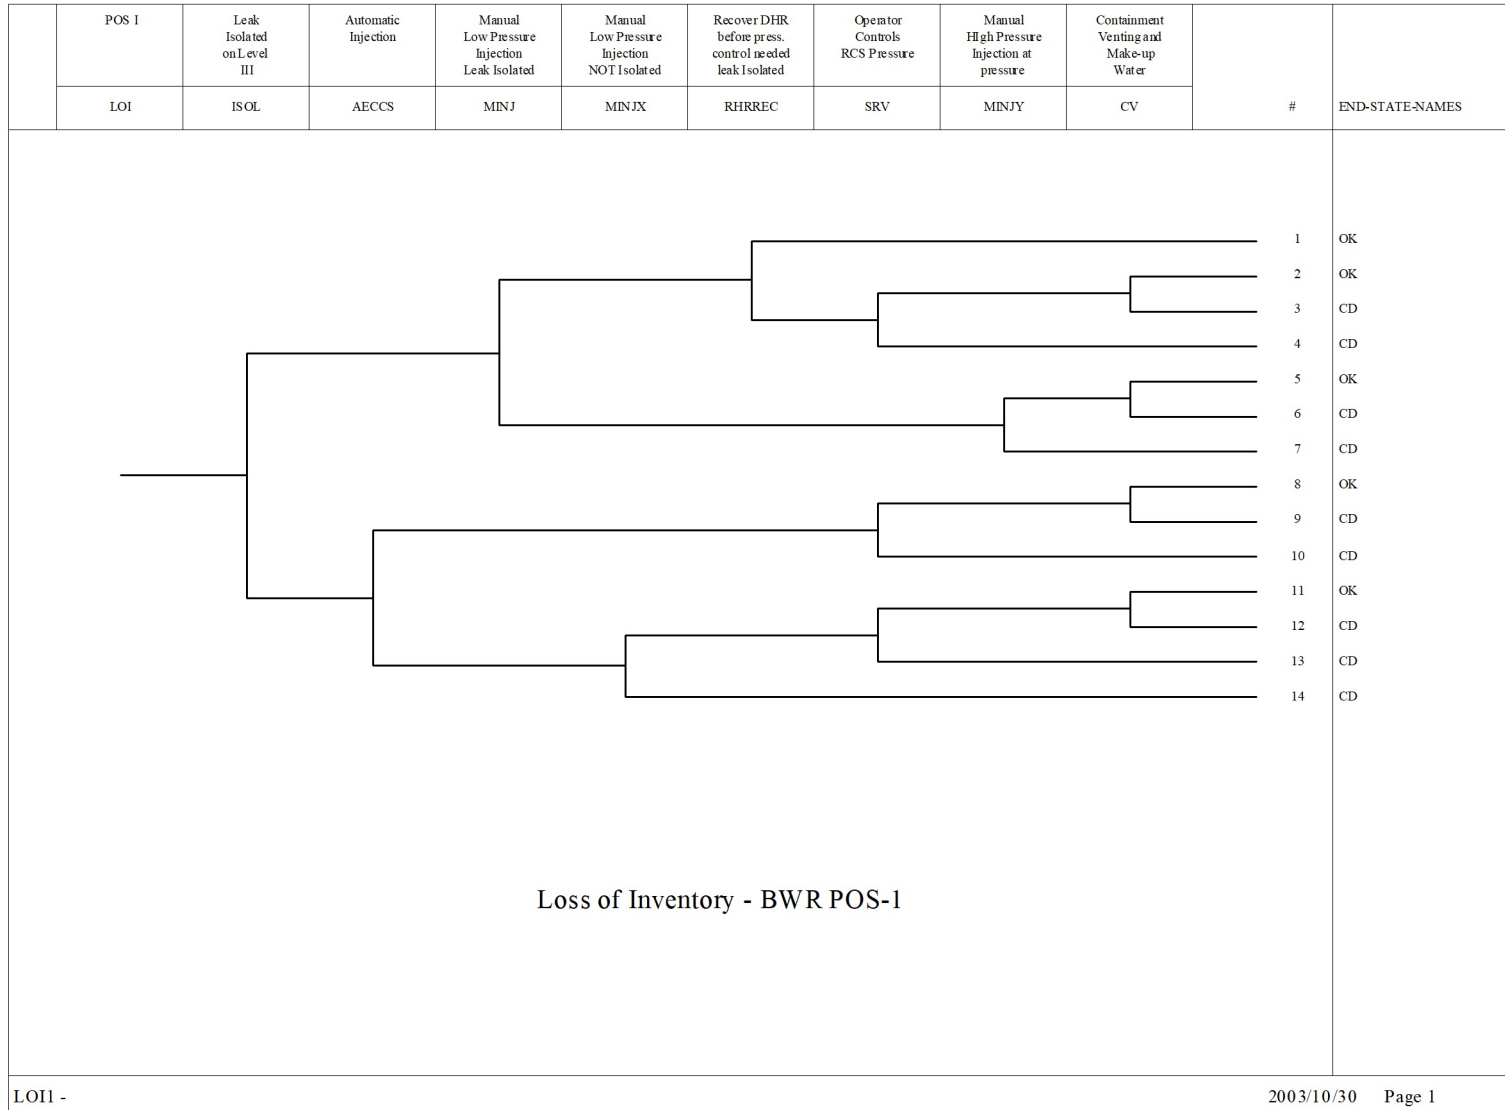 POS I
Leak
Isolated
on Level
III
Automatic
Injection
Manual
Low Pressure
Injection
Leak Isolated
Manual
Low Pressure
Injection
NOT Isolated
Recover DHR
before press.
control needed
leak Isolated
Operator
Controls
RCS Pressure
Manual
HIgh Pressure
Injection at
pressure
Containment
Venting and
Make-up
Water
LOI ISOL AECCS MINJ MINJX RHRREC SRV MINJY CV # END-STATE-NAMES
1 OK
2 OK
3 CD
4 CD
5 OK
6 CD
7 CD
8 OK
9 CD
10 CD
11 OK
12 CD
13 CD
14 CD
Loss of Inventory - BWR POS-1
LOI1 - 2003/10/30 Page 1